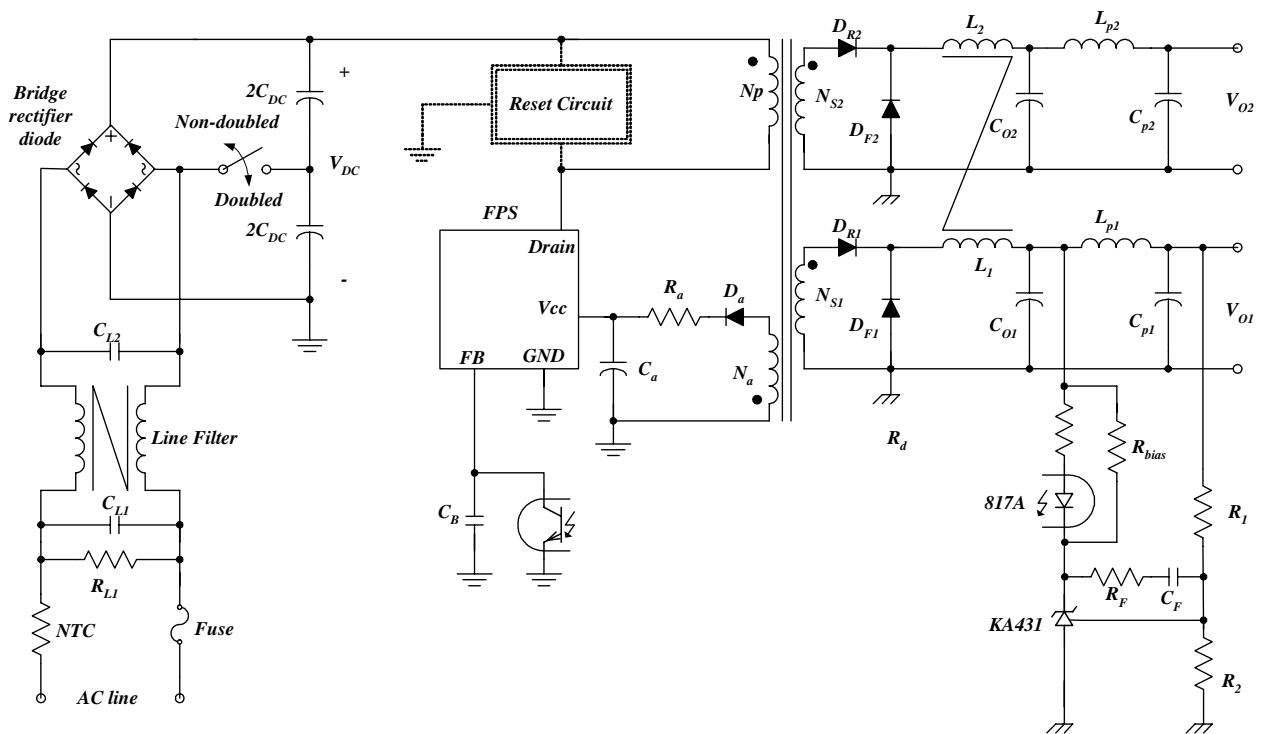 Bridge
rectifier
diode
+
-
Non-doubled
Doubled
2C_DC
+
V_DC
2C_DC
-
C_L2
Line Filter
C_L1
R_L1
NTC
Fuse
AC line
Reset Circuit
FPS
Drain
Vcc
FB
GND
R_a
D_a
C_a
N_a
C_B
Np
N_S2
D_R2
D_F2
L_2
C_O2
L_p2
C_p2
V_O2
N_S1
D_R1
D_F1
L_1
C_O1
L_p1
C_p1
V_O1
R_d
R_bias
817A
R_1
R_F
C_F
KA431
R_2